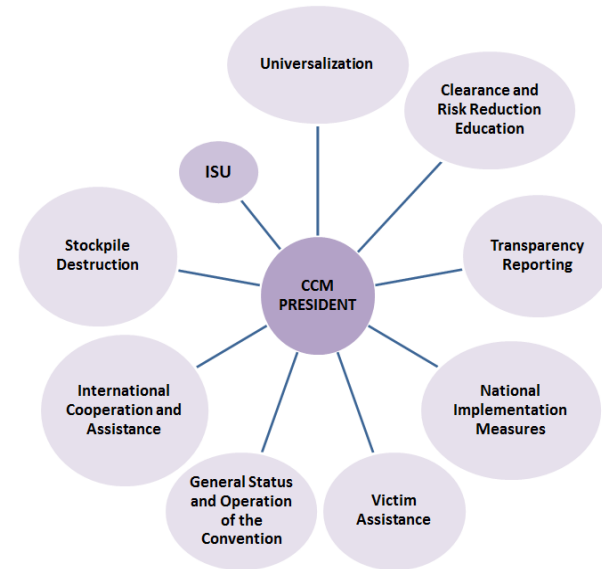 Universalization
Clearance and
Risk Reduction
Education
ISU
Stockpile
Destruction
Transparency
Reporting
CCM
PRESIDENT
International
Cooperation and
Assistance
National
Implementation
Measures
General Status
and Operation
of the
Convention
Victim
Assistance